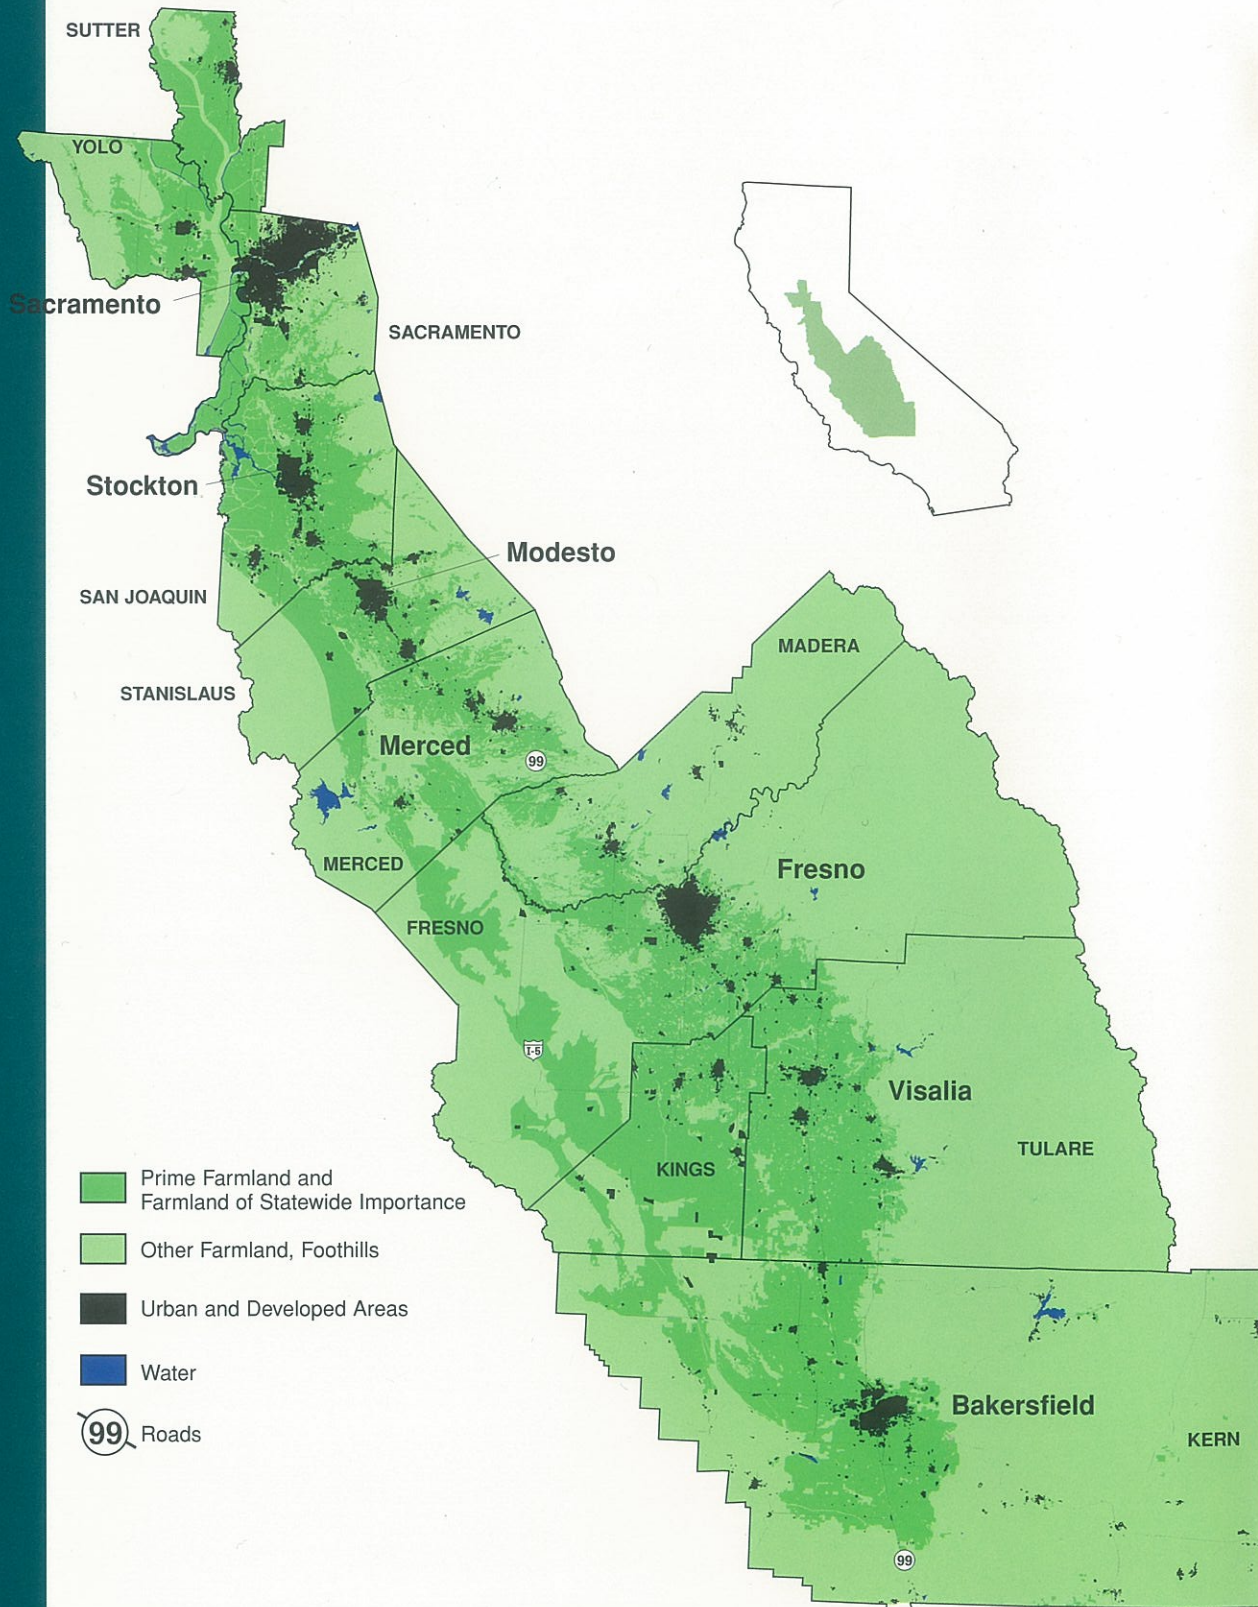 SUTTER
YOLO
Sacramento
SACRAMENTO
Stockton
Modesto
SAN JOAQUIN
MADERA
STANISLAUS
Merced
99
MERCED
Fresno
FRESNO
I-5
Visalia
TULARE
KINGS
Prime Farmland and
Farmland of Statewide Importance
Other Farmland, Foothills
Urban and Developed Areas
Water
99 Roads
Bakersfield
KERN
99